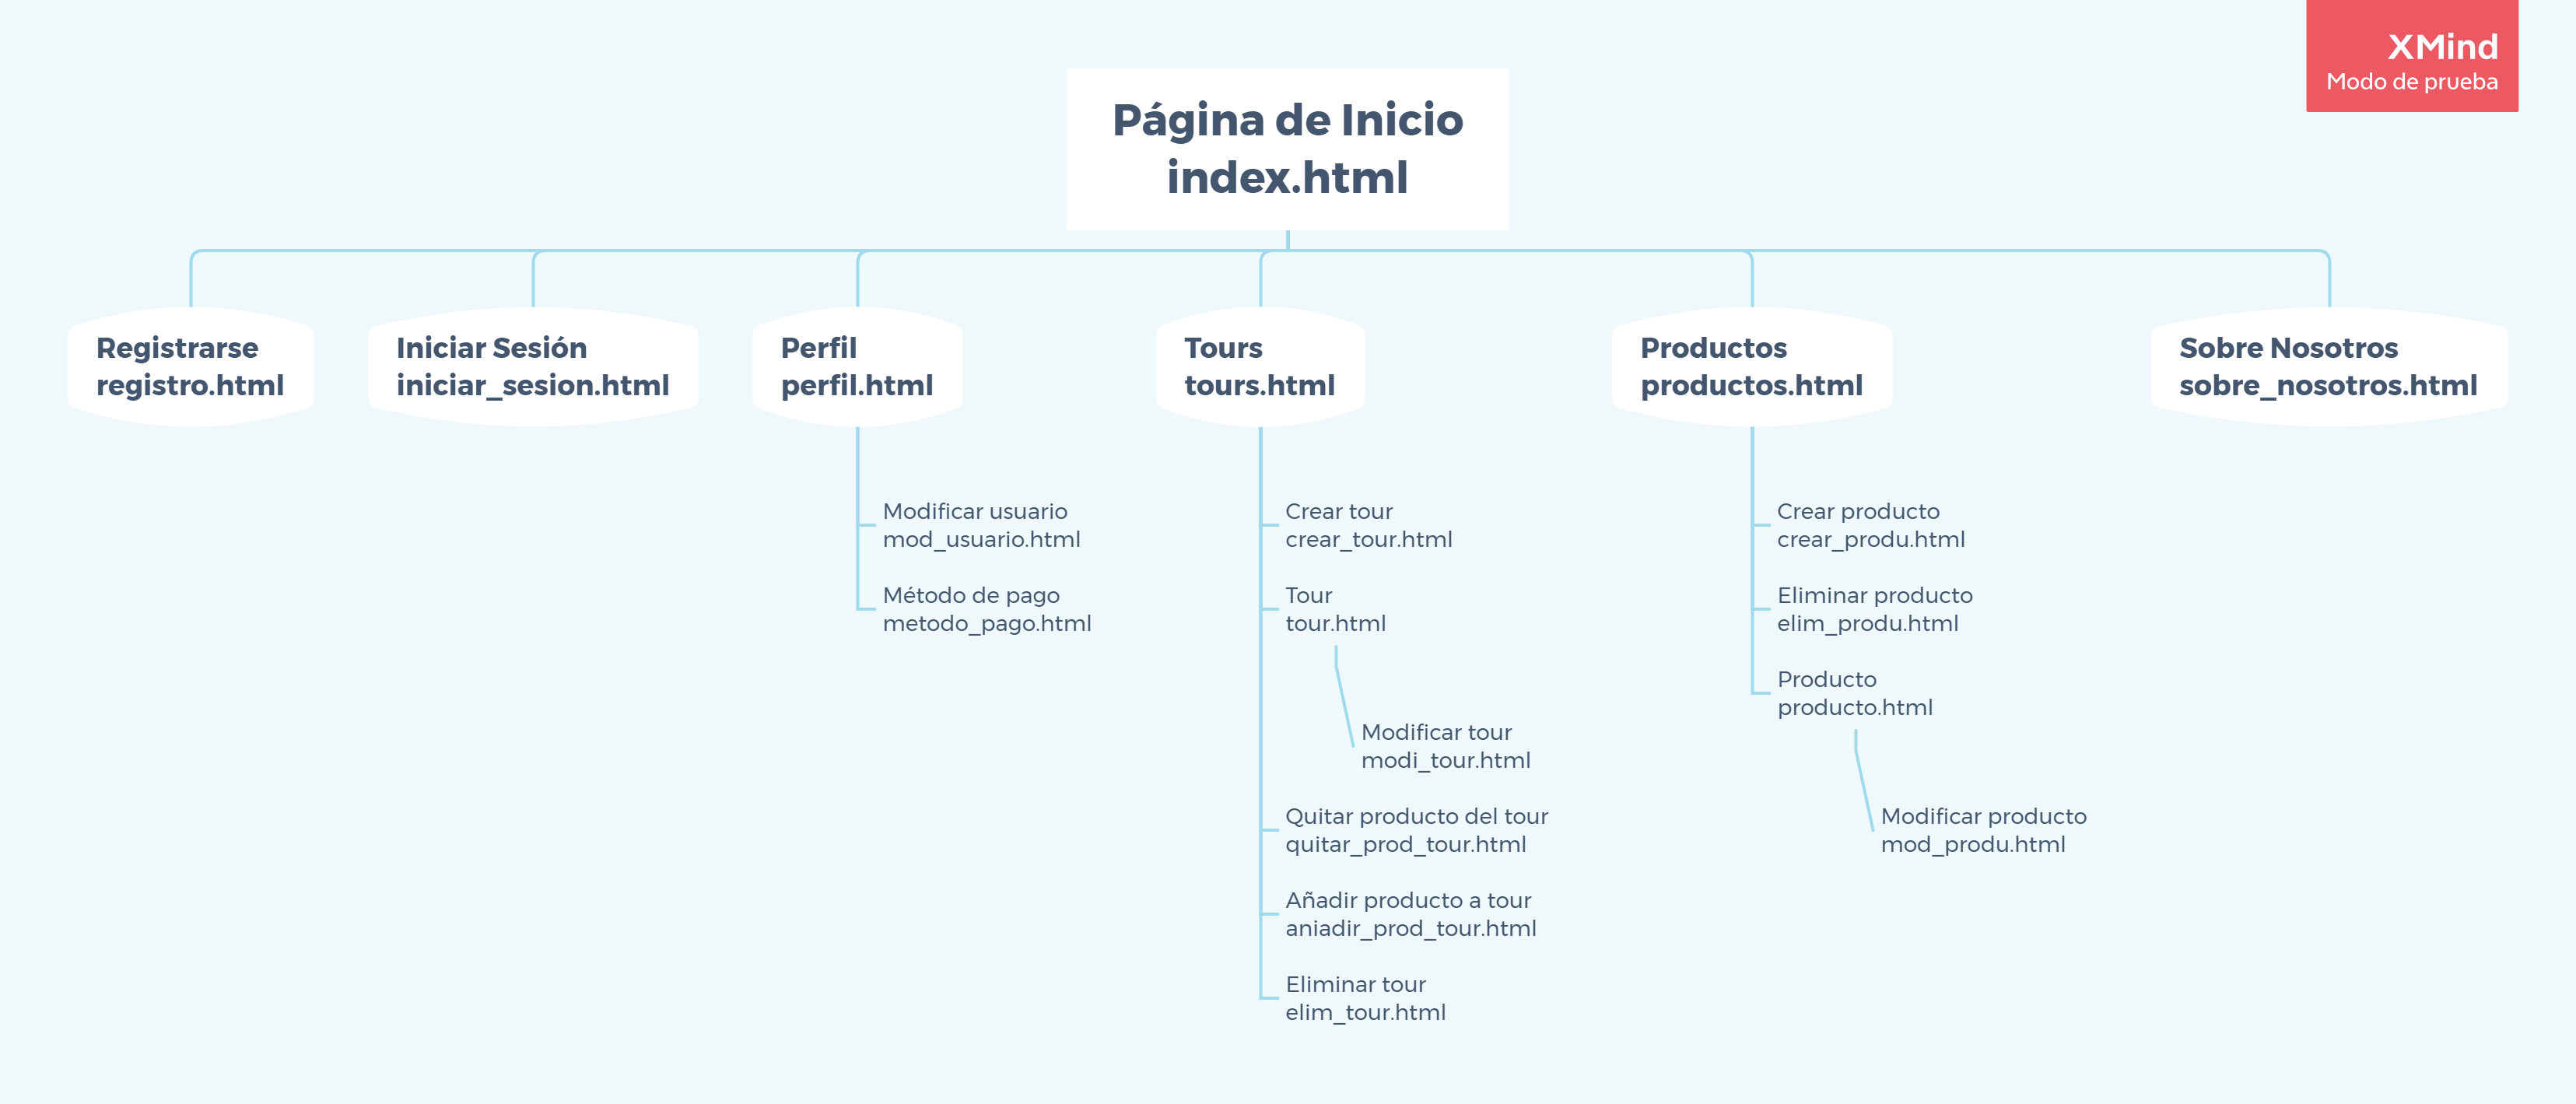 XMind
Modo de prueba
Página de Inicio
index.html
Registrarse
registro.html
Iniciar Sesión
iniciar_sesion.html
Perfil
perfil.html
Modificar usuario
mod_usuario.html
Método de pago
metodo_pago.html
Tours
tours.html
Crear tour
crear_tour.html
Tour
tour.html
Modificar tour
modi_tour.html
Quitar producto del tour
quitar_prod_tour.html
Añadir producto a tour
aniadir_prod_tour.html
Eliminar tour
elim_tour.html
Productos
productos.html
Crear producto
crear_produ.html
Eliminar producto
elim_produ.html
Producto
producto.html
Modificar producto
mod_produ.html
Sobre Nosotros
sobre_nosotros.html